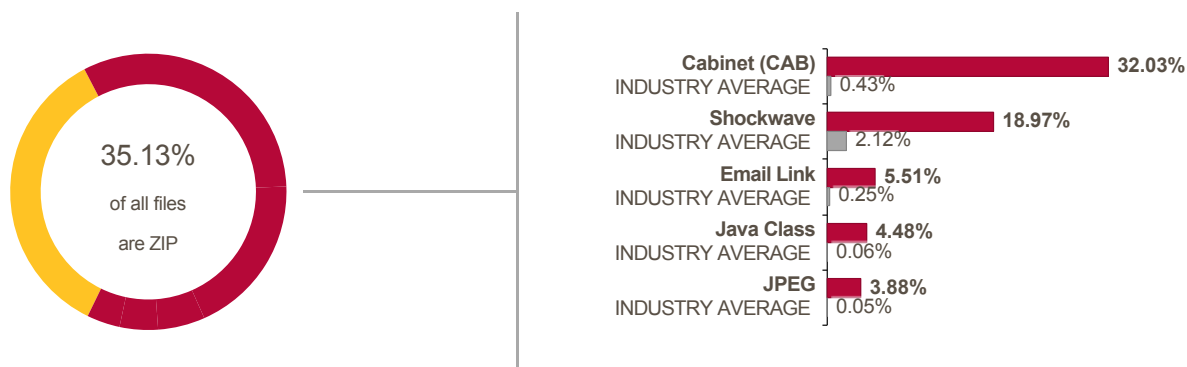 35.13%
of all files
are ZIP
Cabinet (CAB) 32.03%
INDUSTRY AVERAGE 0.43%
Shockwave 18.97%
INDUSTRY AVERAGE 2.12%
Email Link 5.51%
INDUSTRY AVERAGE 0.25%
Java Class 4.48%
INDUSTRY AVERAGE 0.06%
JPEG 3.88%
INDUSTRY AVERAGE 0.05%